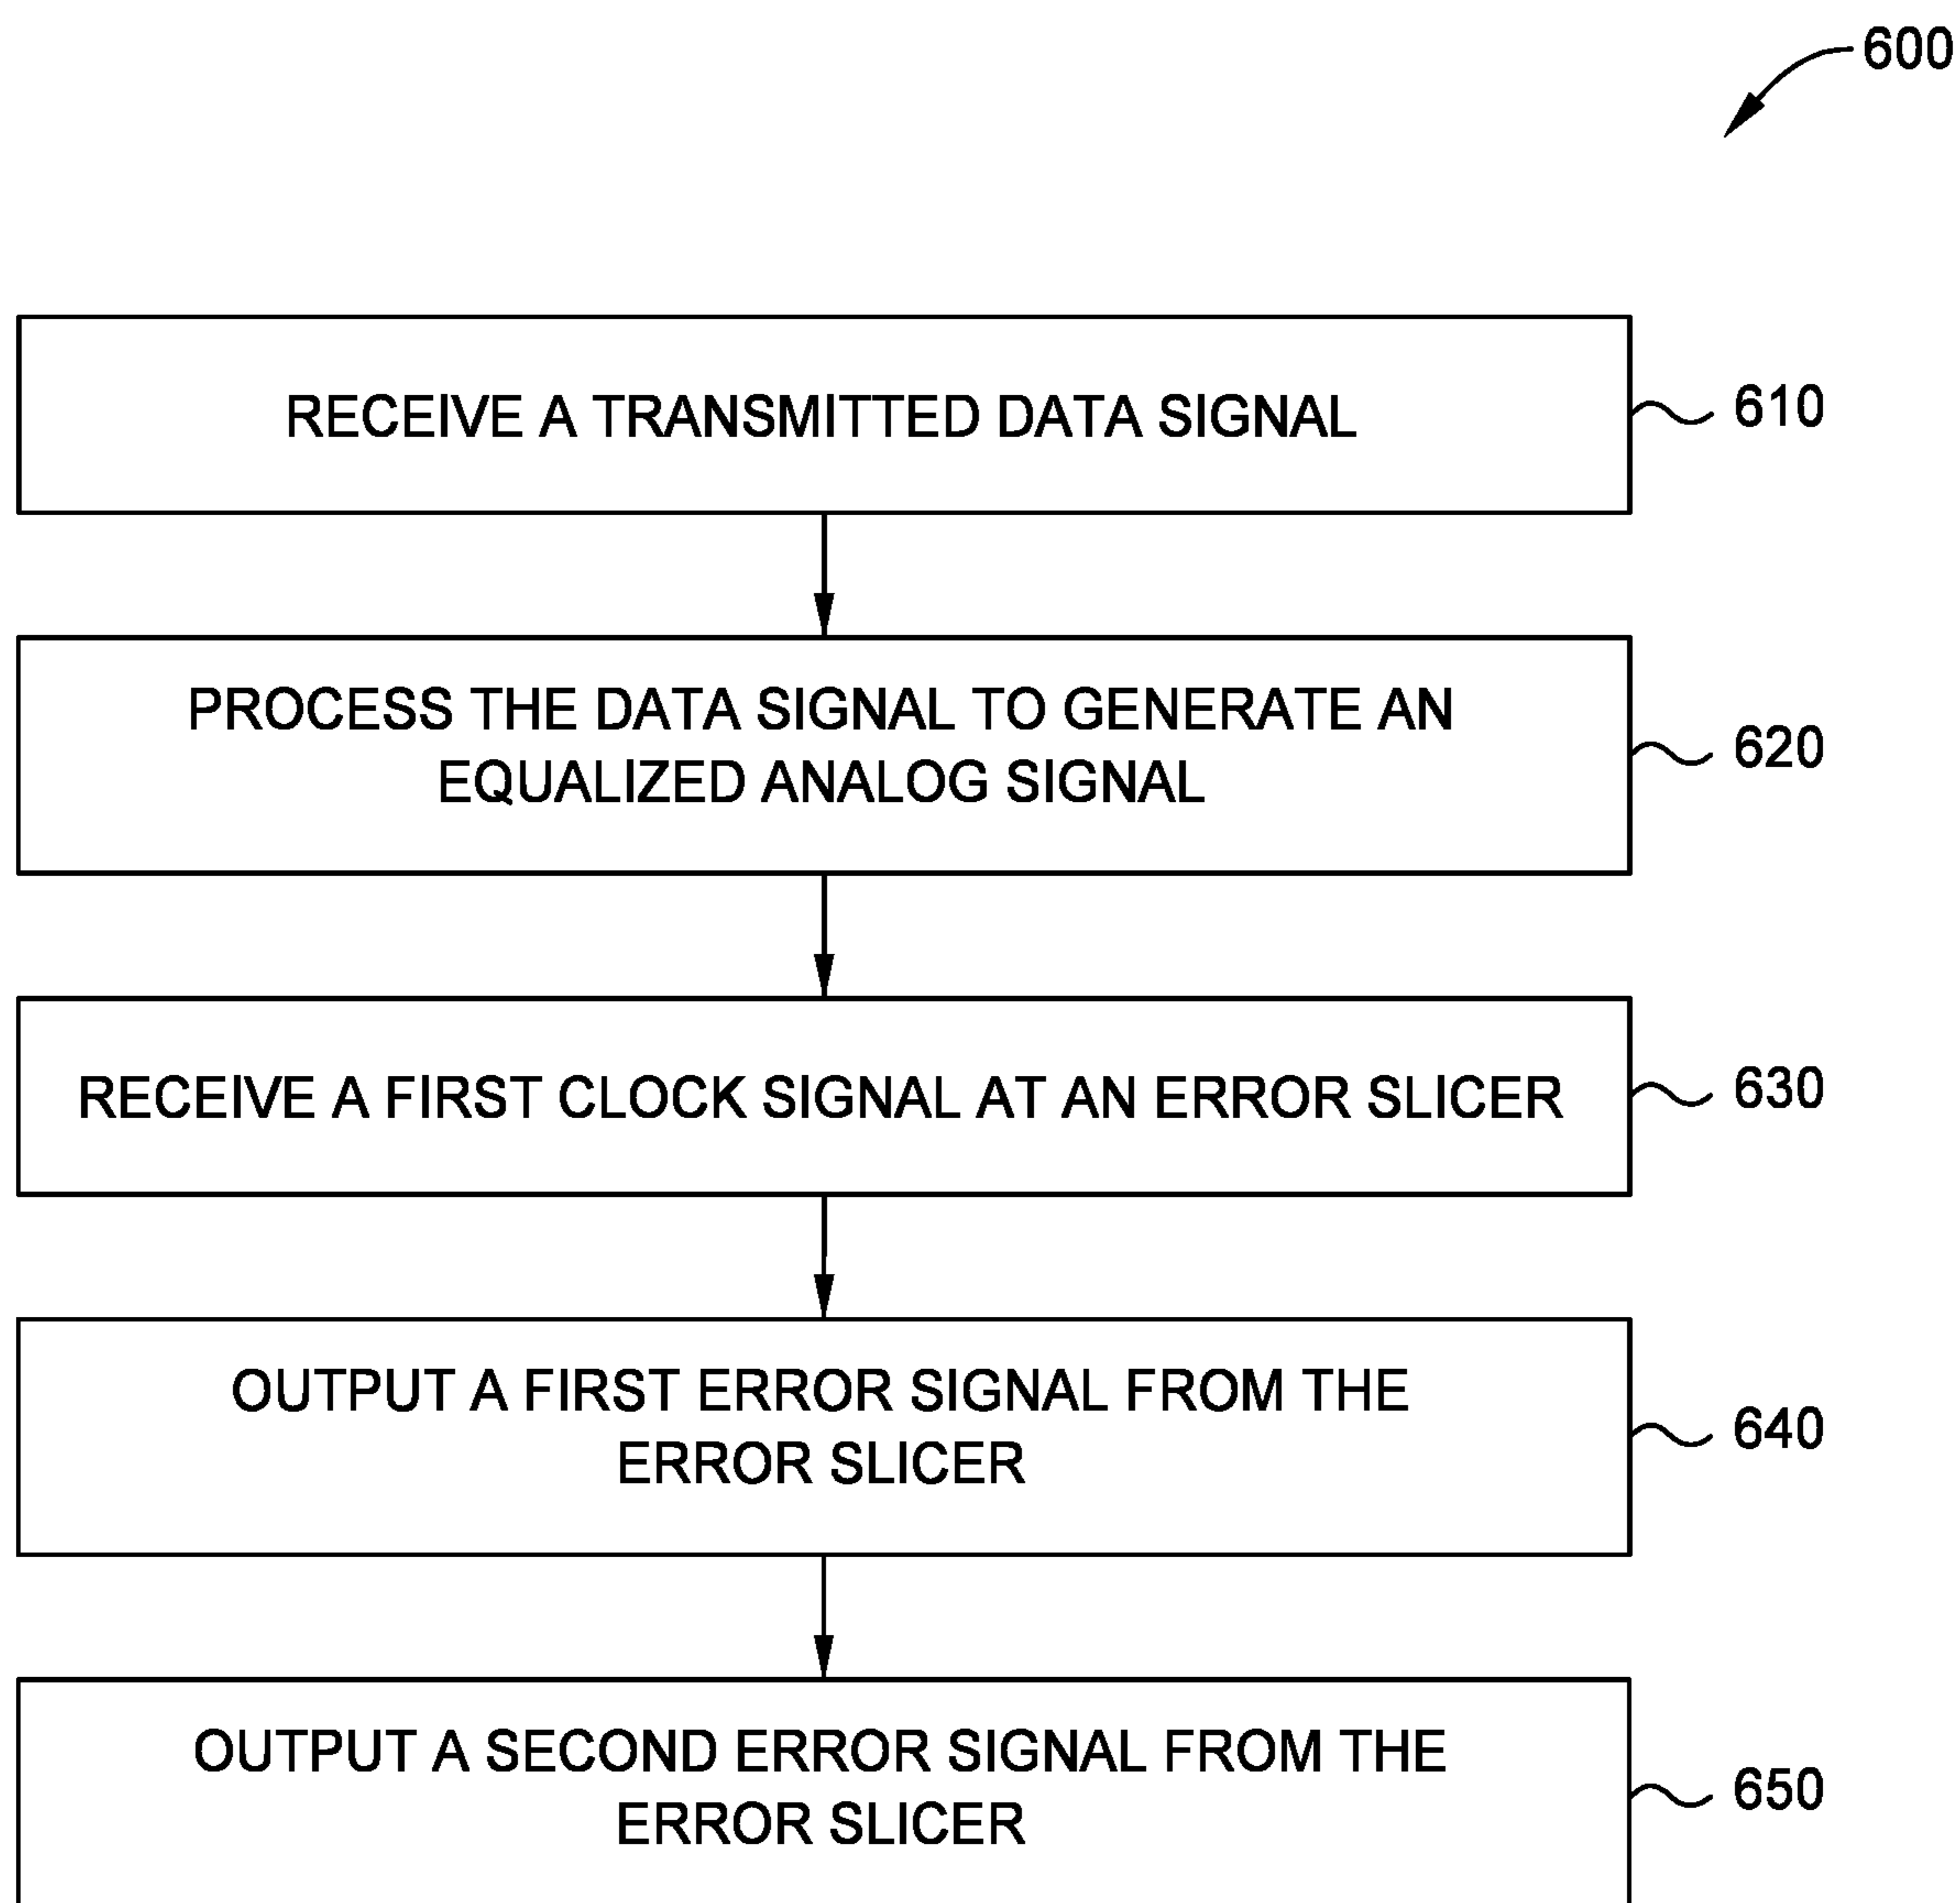 600
RECEIVE A TRANSMITTED DATA SIGNAL
610
PROCESS THE DATA SIGNAL TO GENERATE AN
EQUALIZED ANALOG SIGNAL
620
RECEIVE A FIRST CLOCK SIGNAL AT AN ERROR SLICER
630
OUTPUT A FIRST ERROR SIGNAL FROM THE
ERROR SLICER
640
OUTPUT A SECOND ERROR SIGNAL FROM THE
ERROR SLICER
650